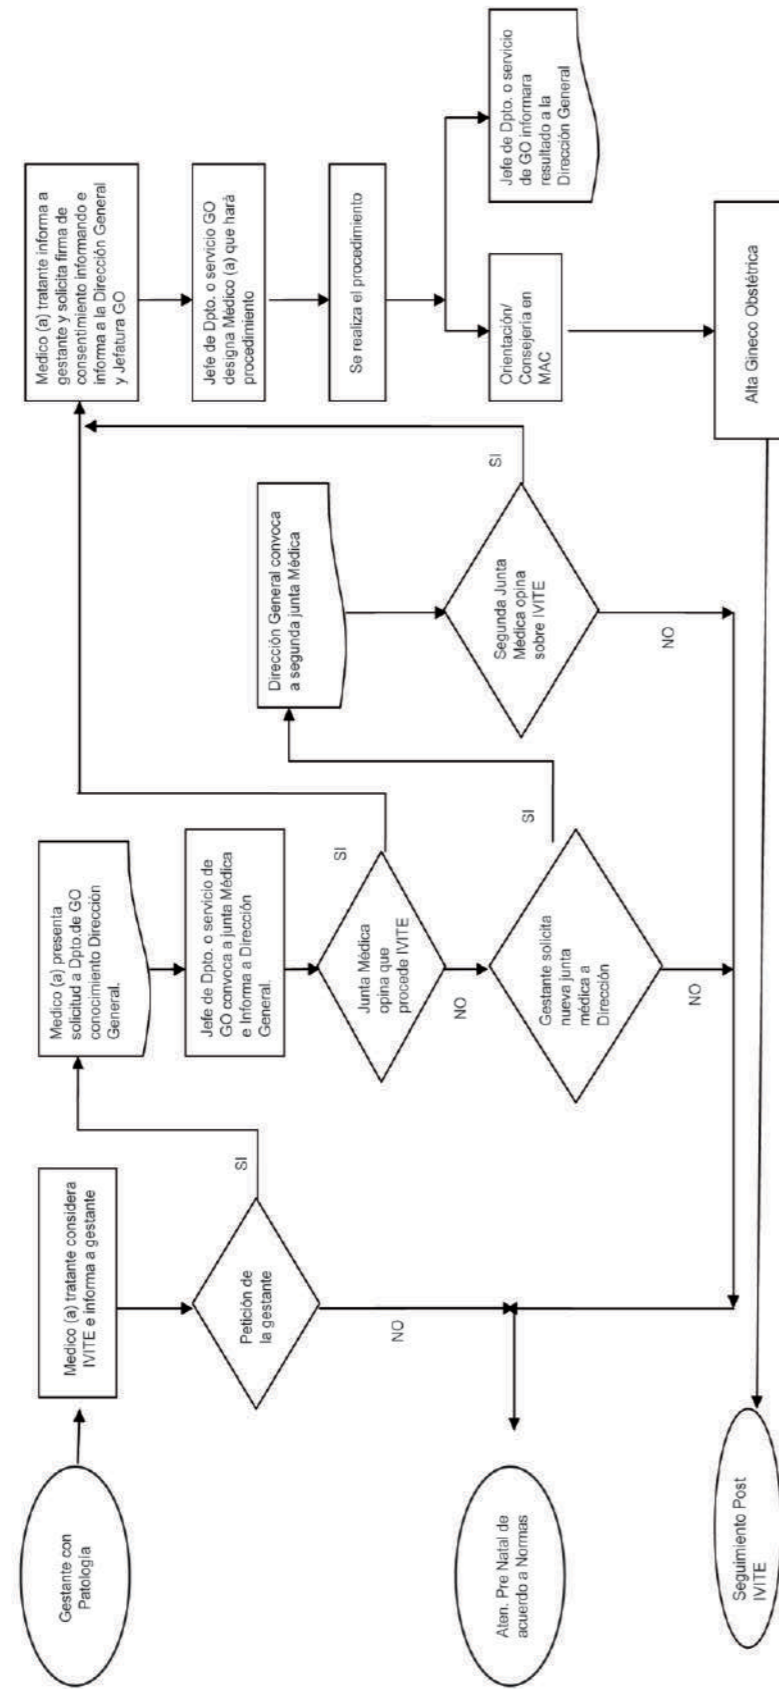 Gestante con
Patología
Medico (a) tratante considera
IVITE e informa a gestante
Petición de
la gestante
SI
NO
Aten. Pre Natal de
acuerdo a Normas
Medico (a) presenta
solicitud a Dpto.de GO
conocimiento Dirección
General.
Jefe de Dpto. o servicio de
GO convoca a junta Médica
e Informa a Dirección
General.
Junta Médica
opina que
procede IVITE
SI
NO
Gestante solicita
nueva junta
médica a
Dirección
SI
NO
Dirección General convoca
a segunda junta Médica
Segunda Junta
Médica opina
sobre IVITE
SI
NO
Medico (a) tratante informa a
gestante y solicita firma de
consentimiento informando e
informa a la Dirección General
y Jefatura GO
Jefe de Dpto. o servicio GO
designa Médico (a) que hará
procedimiento
Se realiza el procedimiento
Orientación/
Consejería en
MAC
Jefe de Dpto. o servicio
de GO informara
resultado a la
Dirección General
Alta Gineco Obstétrica
Seguimiento Post
IVITE